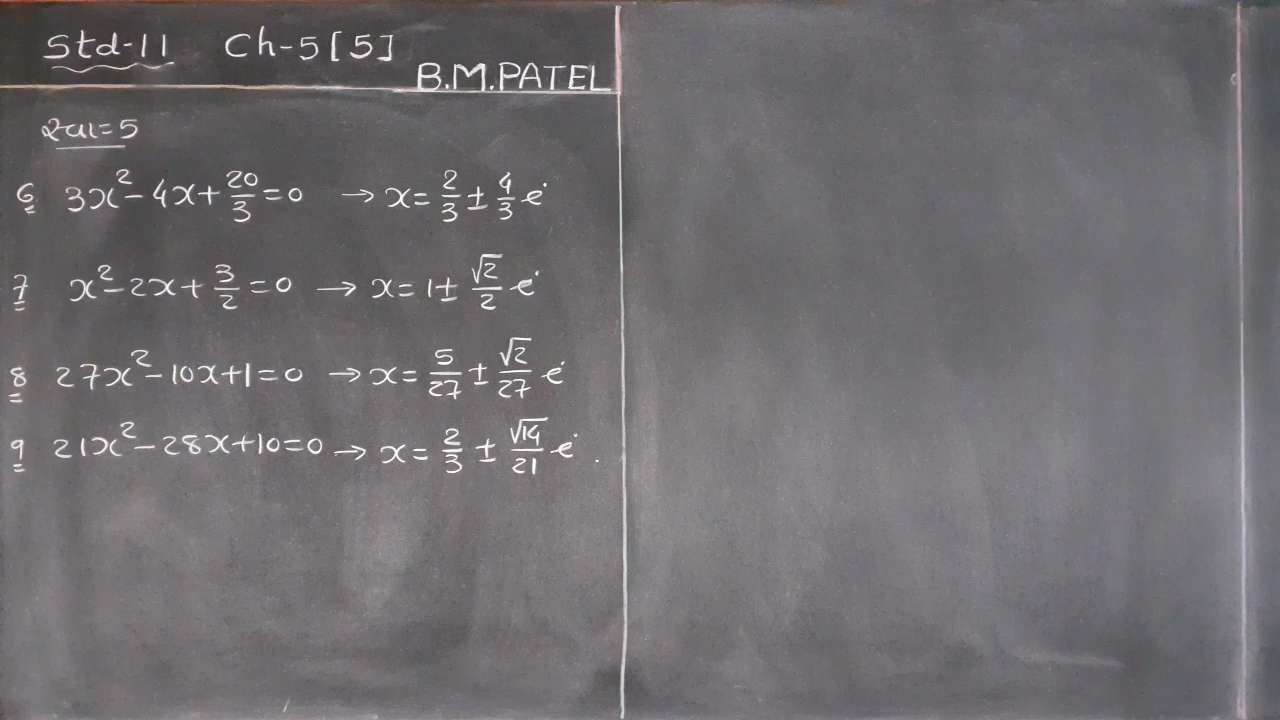 Std-11 Ch-5[5]
B.M.PATEL
6 3x²-4x+20/3=0 → x=2/3±4/3 i
7 x²-2x+3/2=0 → x=1±√2/2 i
8 27x²-10x+1=0 → x=5/27±√2/27 i
9 21x²-28x+10=0 → x=2/3±√14/21 i.